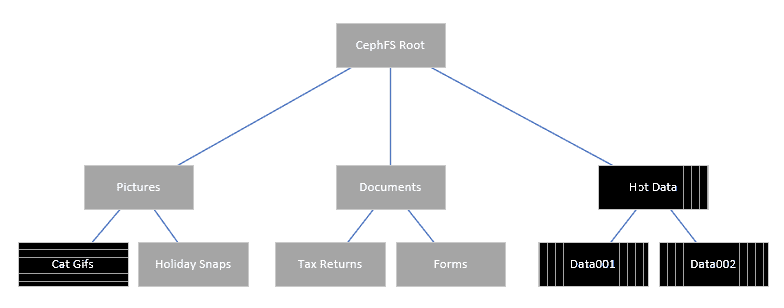 CephFS Root
Pictures
Documents
Hot Data
Cat Gifs
Holiday Snaps
Tax Returns
Forms
Data001
Data002